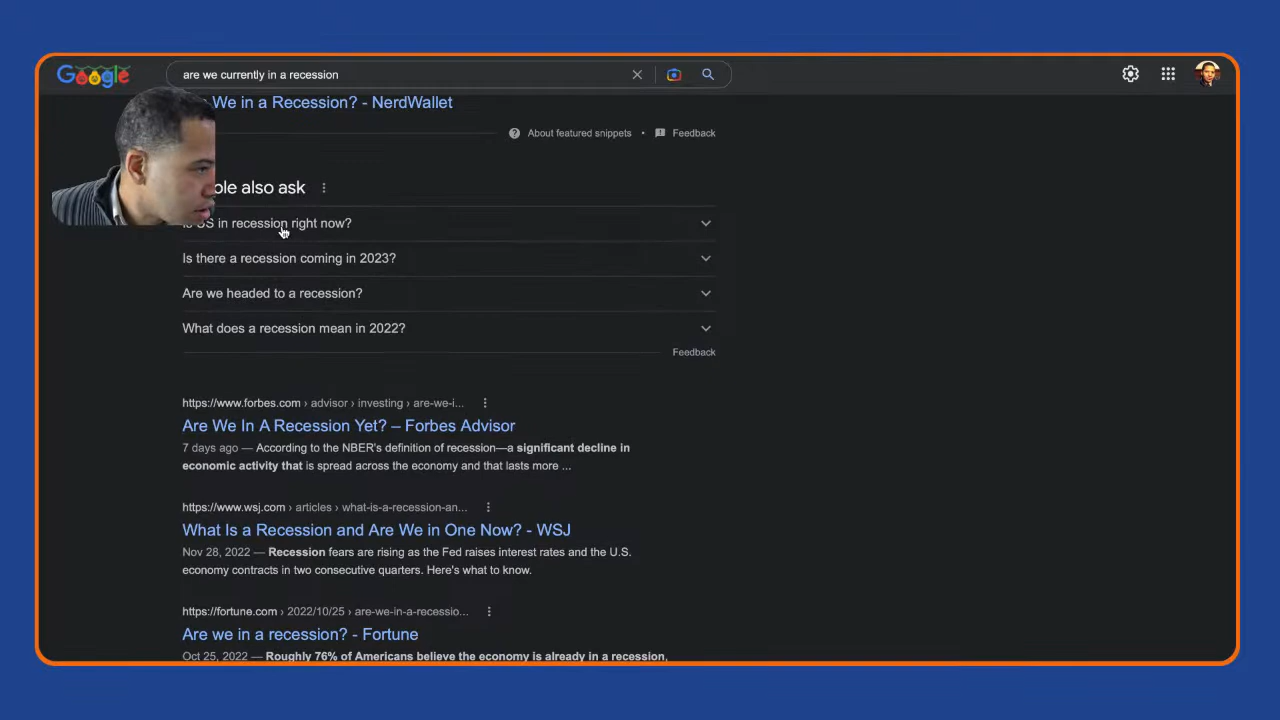 Google
are we currently in a recession
We in a Recession? - NerdWallet
About featured snippets • Feedback
ople also ask
US in recession right now?
Is there a recession coming in 2023?
Are we headed to a recession?
What does a recession mean in 2022?
Feedback
https://www.forbes.com › advisor › investing › are-we-i...
Are We In A Recession Yet? – Forbes Advisor
7 days ago — According to the NBER's definition of recession—a significant decline in
economic activity that is spread across the economy and that lasts more ...
https://www.wsj.com › articles › what-is-a-recession-an...
What Is a Recession and Are We in One Now? - WSJ
Nov 28, 2022 — Recession fears are rising as the Fed raises interest rates and the U.S.
economy contracts in two consecutive quarters. Here's what to know.
https://fortune.com › 2022/10/25 › are-we-in-a-recessio...
Are we in a recession? - Fortune
Oct 25, 2022 — Roughly 76% of Americans believe the economy is already in a recession,